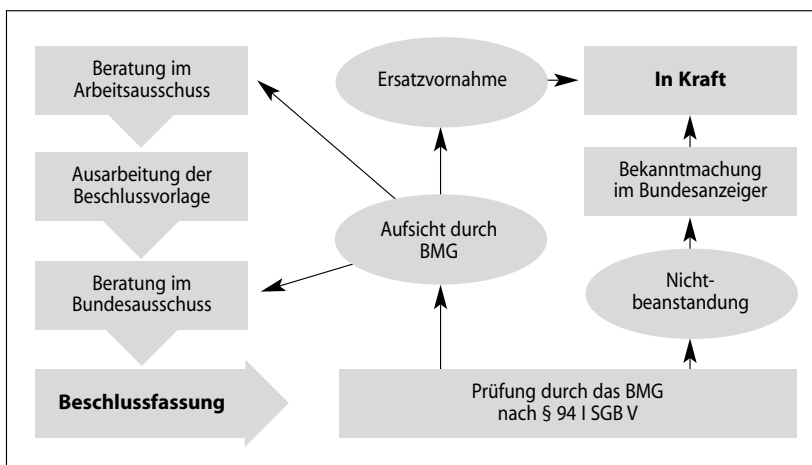 Beratung im
Arbeitsausschuss
Ausarbeitung der
Beschlussvorlage
Beratung im
Bundesausschuss
Beschlussfassung
Ersatzvornahme
Aufsicht durch
BMG
In Kraft
Bekanntmachung
im Bundesanzeiger
Nicht-
beanstandung
Prüfung durch das BMG
nach § 94 I SGB V